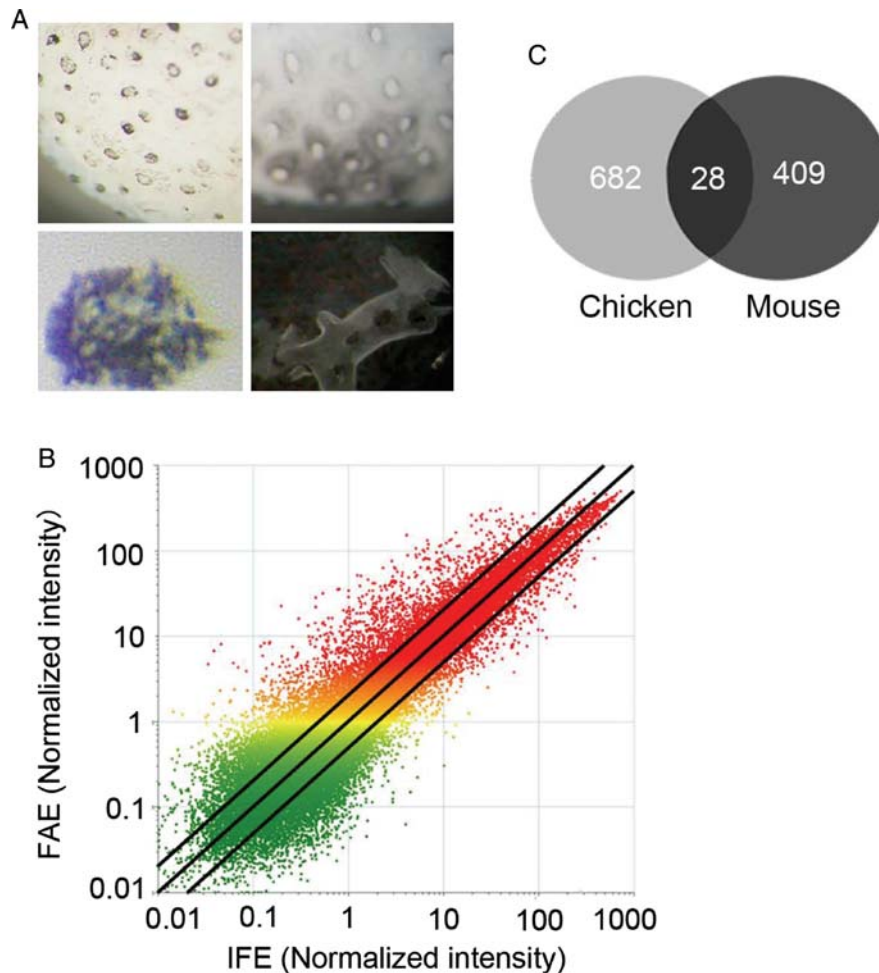 A
C
682 28 409
Chicken Mouse
B
1000
100
10
1
0.1
0.01
FAE (Normalized intensity)
0.01 0.1 1 10 100 1000
IFE (Normalized intensity)